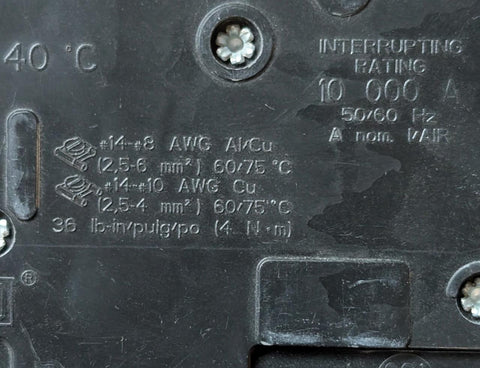 40 °C
INTERRUPTING
RATING
10 000 A
50/60 Hz
A nom. I/AIR
#14-#8 AWG Al/Cu
(2,5-6 mm²) 60/75 °C
#14-#10 AWG Cu
(2,5-4 mm²) 60/75 °C
36 lb-in/pulg/po (4 N·m)
®